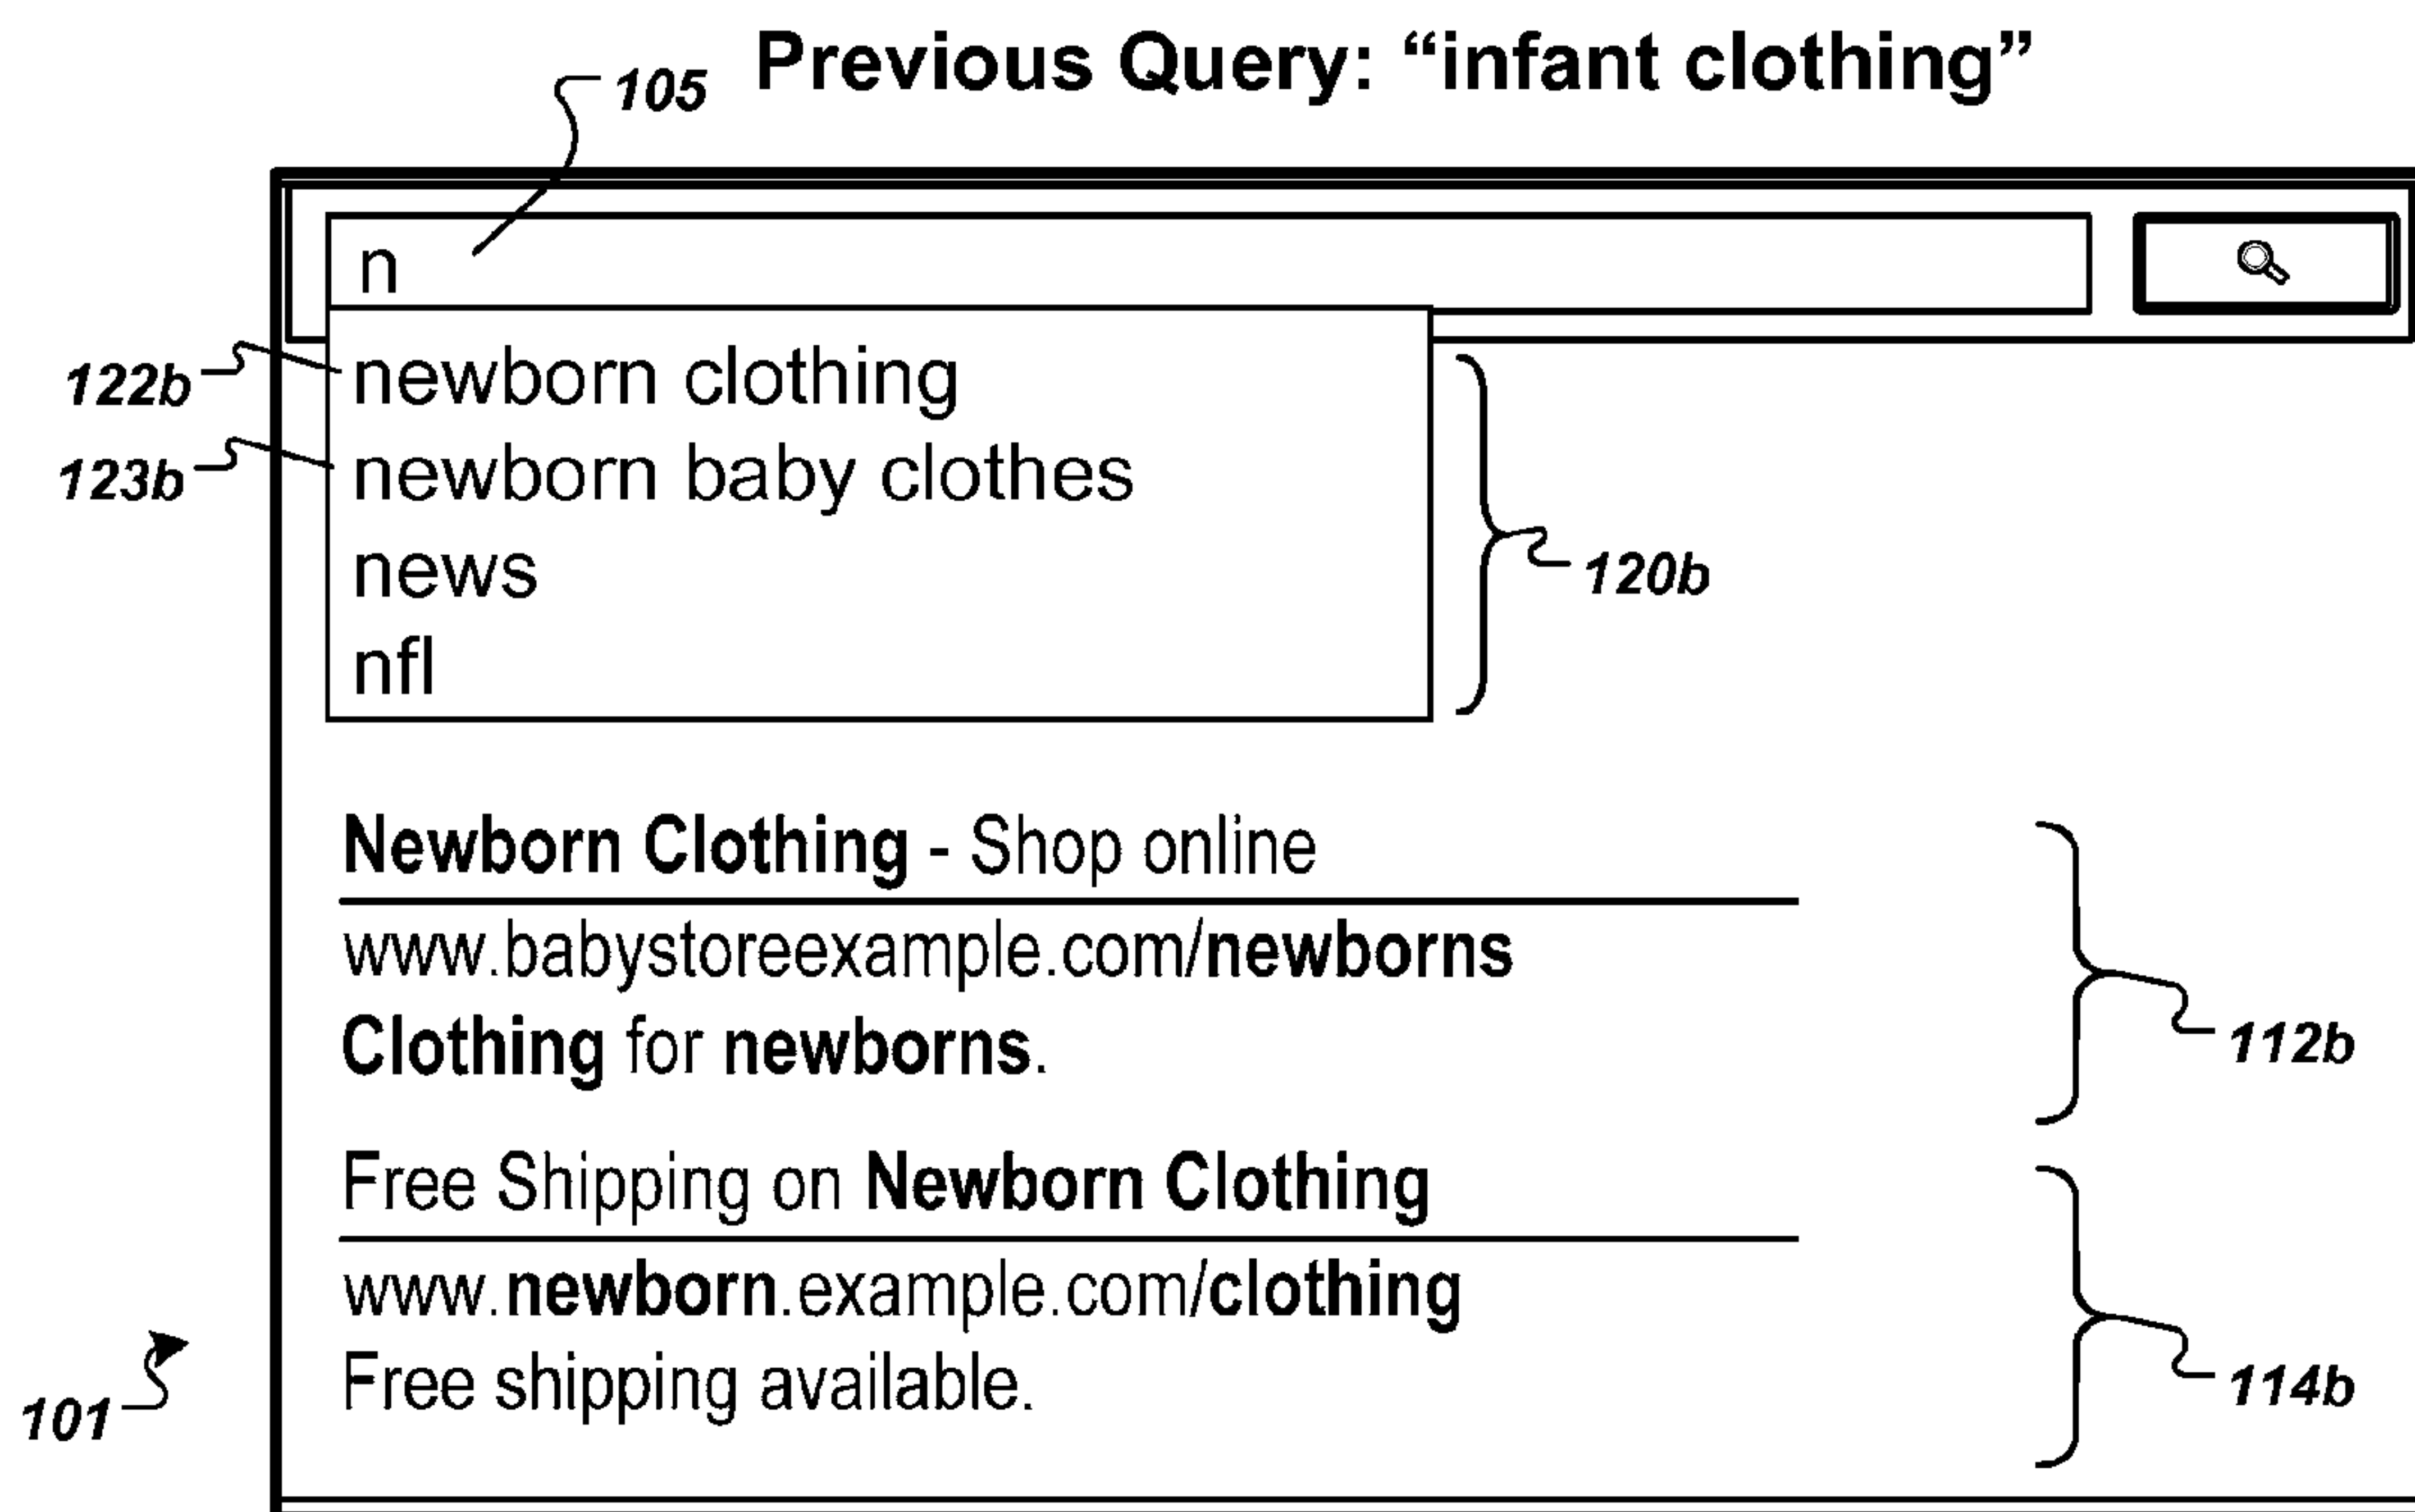 Previous Query: “infant clothing”
105
n
122b
newborn clothing
123b
newborn baby clothes
news
120b
nfl
Newborn Clothing - Shop online
www.babystoreexample.com/newborns
Clothing for newborns.
112b
Free Shipping on Newborn Clothing
www.newborn.example.com/clothing
Free shipping available.
114b
101